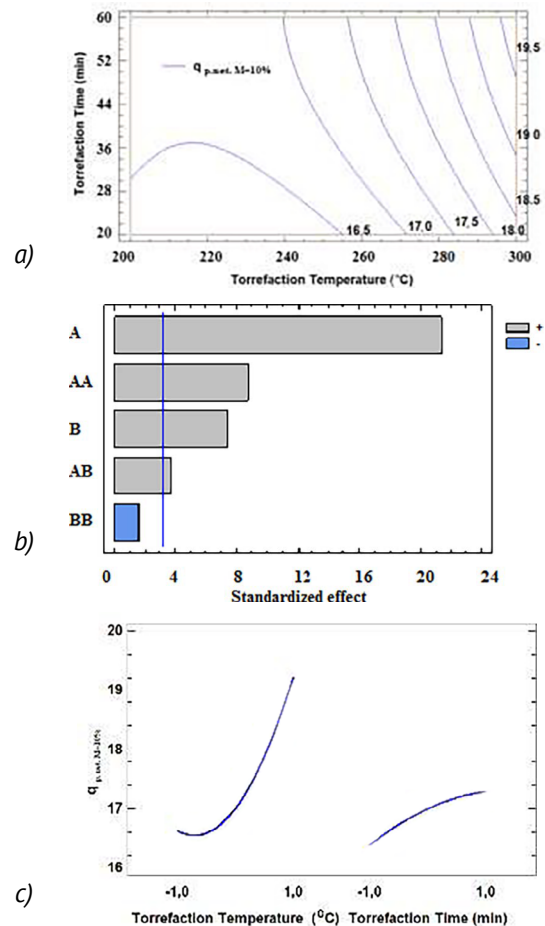 a)
Torrefaction Time (min)
60
52
44
36
28
20
q p.net. M-10%
19.5
19.0
18.5
18.0
17.5
17.0
16.5
200
220
240
260
280
300
Torrefaction Temperature (°C)
b)
A
AA
B
AB
BB
+
-
0
4
8
12
16
20
24
Standardized effect
c)
20
19
18
17
16
q p.net. M-10%
-1,0
1,0
-1,0
1,0
Torrefaction Temperature (⁰C)
Torrefaction Time (min)